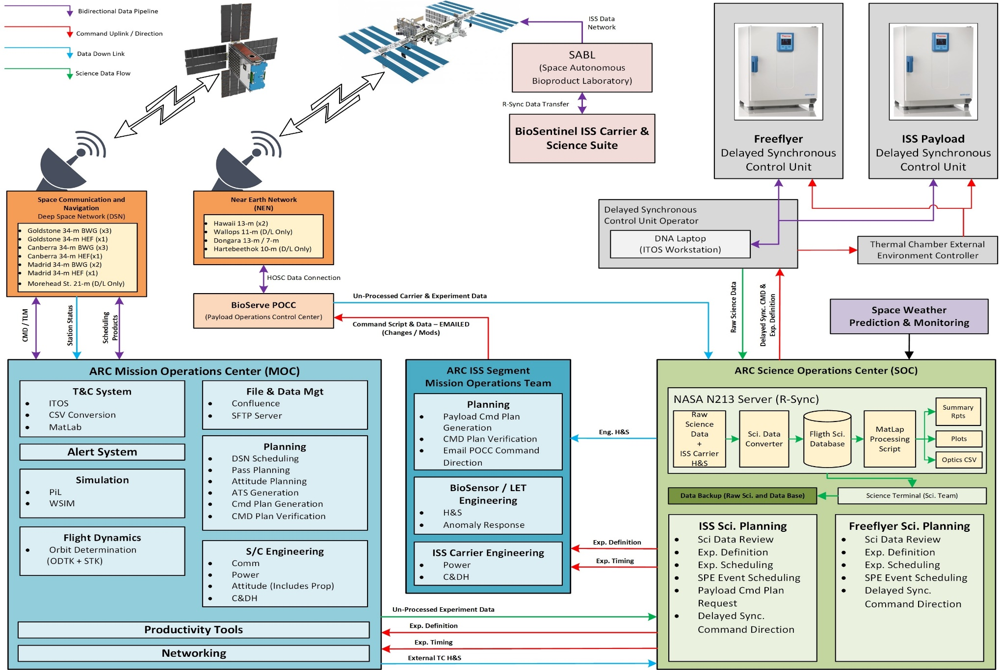 Bidirectional Data Pipeline
Command Uplink / Direction
Data Down Link
Science Data Flow
ISS Data
Network
SABL
(Space Autonomous
Bioproduct Laboratory)
R-Sync Data Transfer
BioSentinel ISS Carrier &
Science Suite
Thermo
Freeflyer
Delayed Synchronous
Control Unit
Thermo
ISS Payload
Delayed Synchronous
Control Unit
Space Communication and
Navigation
Deep Space Network (DSN)
• Goldstone 34-m BWG (x3)
• Goldstone 34-m HEF (x1)
• Canberra 34-m BWG (x3)
• Canberra 34-m HEF(x1)
• Madrid 34-m BWG (x2)
• Madrid 34-m HEF (x1)
• Morehead St. 21-m (D/L Only)
Near Earth Network
(NEN)
• Hawaii 13-m (x2)
• Wallops 11-m (D/L Only)
• Dongara 13-m / 7-m
• Hartebeethok 10-m (D/L Only)
HOSC Data Connection
BioServe POCC
(Payload Operations Control Center)
Un-Processed Carrier & Experiment Data
Command Script & Data – EMAILED
(Changes / Mods)
Delayed Synchronous
Control Unit Operator
DNA Laptop
(ITOS Workstation)
Thermal Chamber External
Environment Controller
Raw Science Data
Delayed Sync. CMD &
Exp. Definition
Space Weather
Prediction & Monitoring
CMD / TLM
Station Status
Scheduling
Products
ARC Mission Operations Center (MOC)
T&C System
• ITOS
• CSV Conversion
• MatLab
Alert System
Simulation
• PiL
• WSIM
Flight Dynamics
• Orbit Determination
(ODTK + STK)
File & Data Mgt
• Confluence
• SFTP Server
Planning
• DSN Scheduling
• Pass Planning
• Attitude Planning
• ATS Generation
• Cmd Plan Generation
• CMD Plan Verification
S/C Engineering
• Comm
• Power
• Attitude (Includes Prop)
• C&DH
Productivity Tools
Networking
ARC ISS Segment
Mission Operations Team
Planning
• Payload Cmd Plan
Generation
• CMD Plan Verification
• Email POCC Command
Direction
BioSensor / LET
Engineering
• H&S
• Anomaly Response
ISS Carrier Engineering
• Power
• C&DH
Eng. H&S
Exp. Definition
Exp. Timing
Un-Processed Experiment Data
Exp. Definition
Exp. Timing
External TC H&S
ARC Science Operations Center (SOC)
NASA N213 Server (R-Sync)
Raw
Science
Data
+
ISS Carrier
H&S
Sci. Data
Converter
Fligth Sci.
Database
MatLap
Processing
Script
Summary
Rpts
Plots
Optics CSV
Data Backup (Raw Sci. and Data Base)
Science Terminal (Sci. Team)
ISS Sci. Planning
• Sci Data Review
• Exp. Definition
• Exp. Scheduling
• SPE Event Scheduling
• Payload Cmd Plan
Request
• Delayed Sync.
Command Direction
Freeflyer Sci. Planning
• Sci Data Review
• Exp. Definition
• Exp. Scheduling
• SPE Event Scheduling
• Delayed Sync.
Command Direction